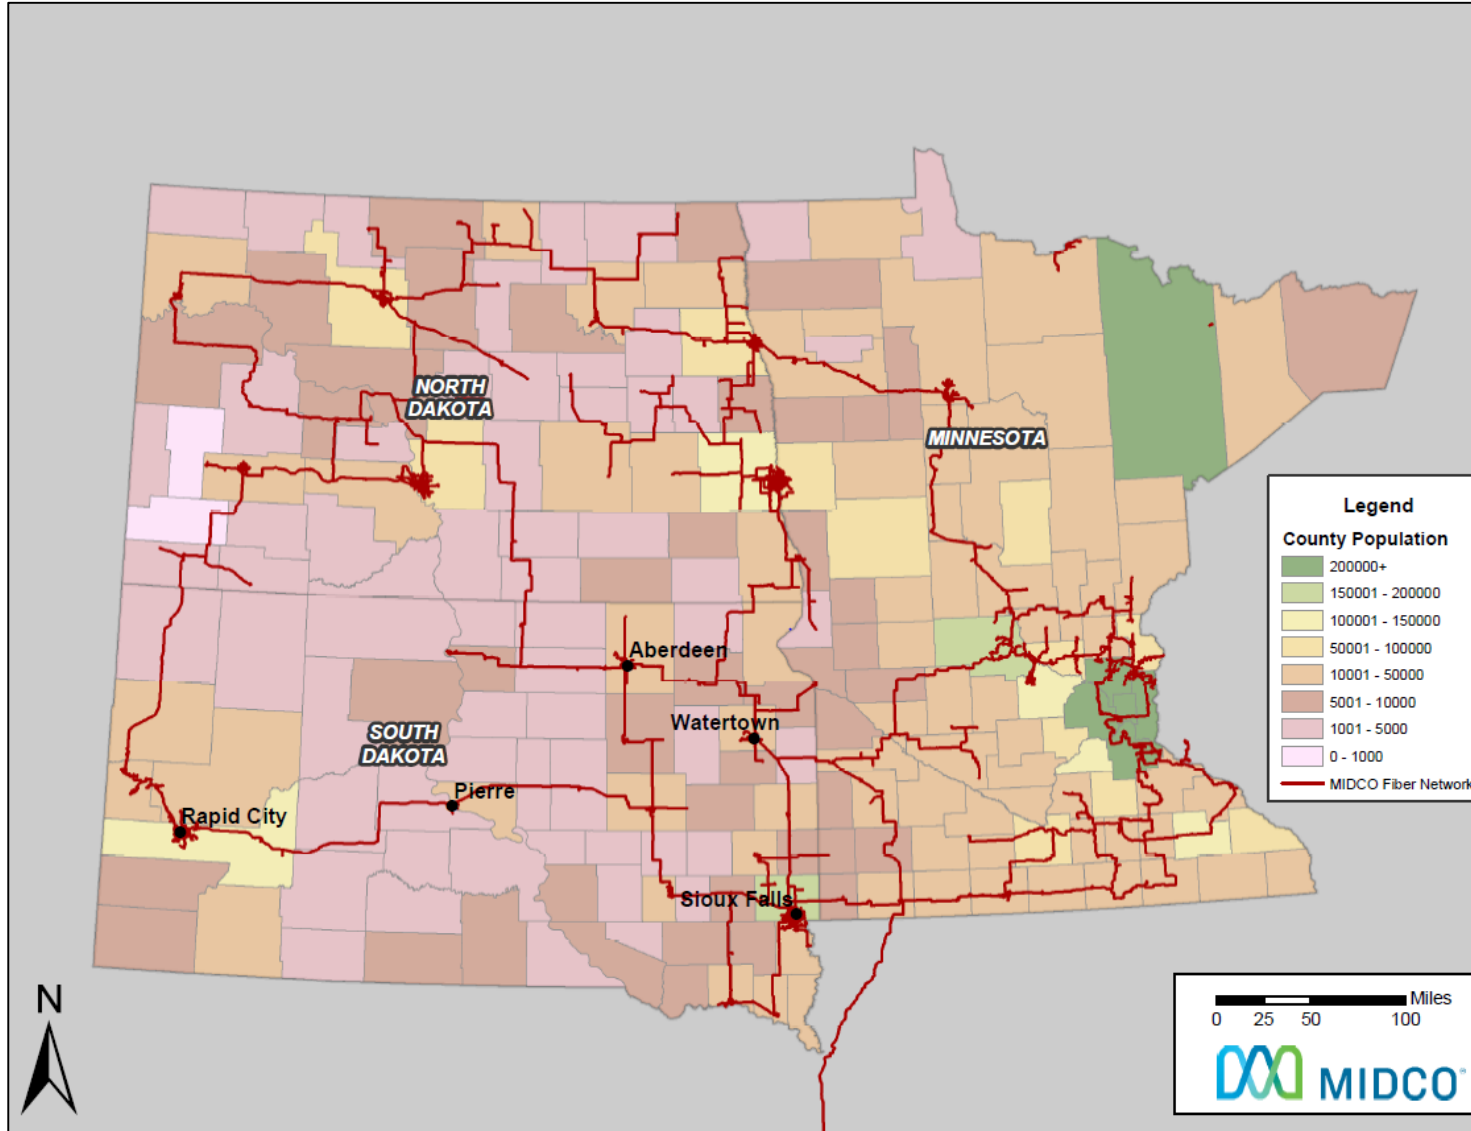 NORTH
DAKOTA
MINNESOTA
Aberdeen
Watertown
SOUTH
DAKOTA
Pierre
Rapid City
Sioux Falls
Legend
County Population
200000+
150001 - 200000
100001 - 150000
50001 - 100000
10001 - 50000
5001 - 10000
1001 - 5000
0 - 1000
MIDCO Fiber Network
N
Miles
0 25 50 100
MIDCO